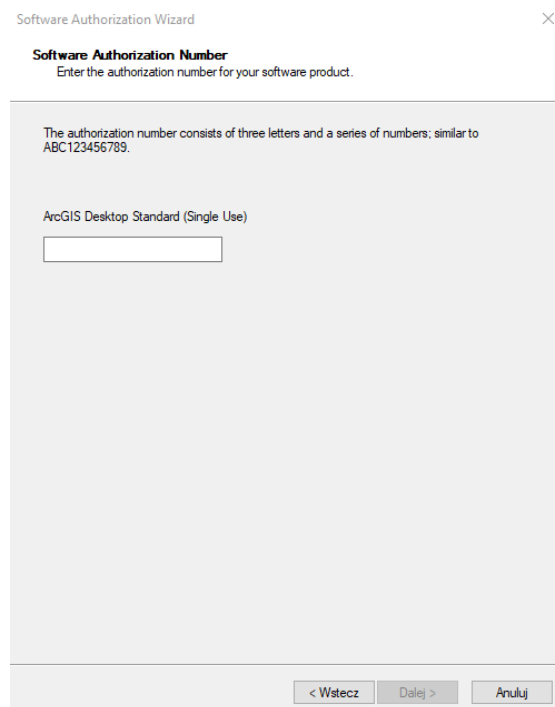 Software Authorization Wizard
Software Authorization Number
Enter the authorization number for your software product.
The authorization number consists of three letters and a series of numbers; similar to
ABC123456789.
ArcGIS Desktop Standard (Single Use)
< Wstecz Dalej > Anuluj